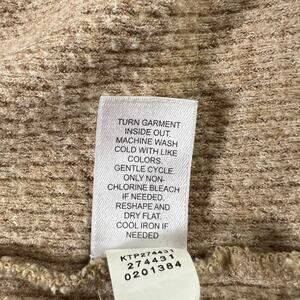 TURN GARMENT
INSIDE OUT.
MACHINE WASH
COLD WITH LIKE
COLORS.
GENTLE CYCLE.
ONLY NON-
CHLORINE BLEACH
IF NEEDED.
RESHAPE AND
DRY FLAT.
COOL IRON IF
NEEDED
KTP274431
274431
0201384